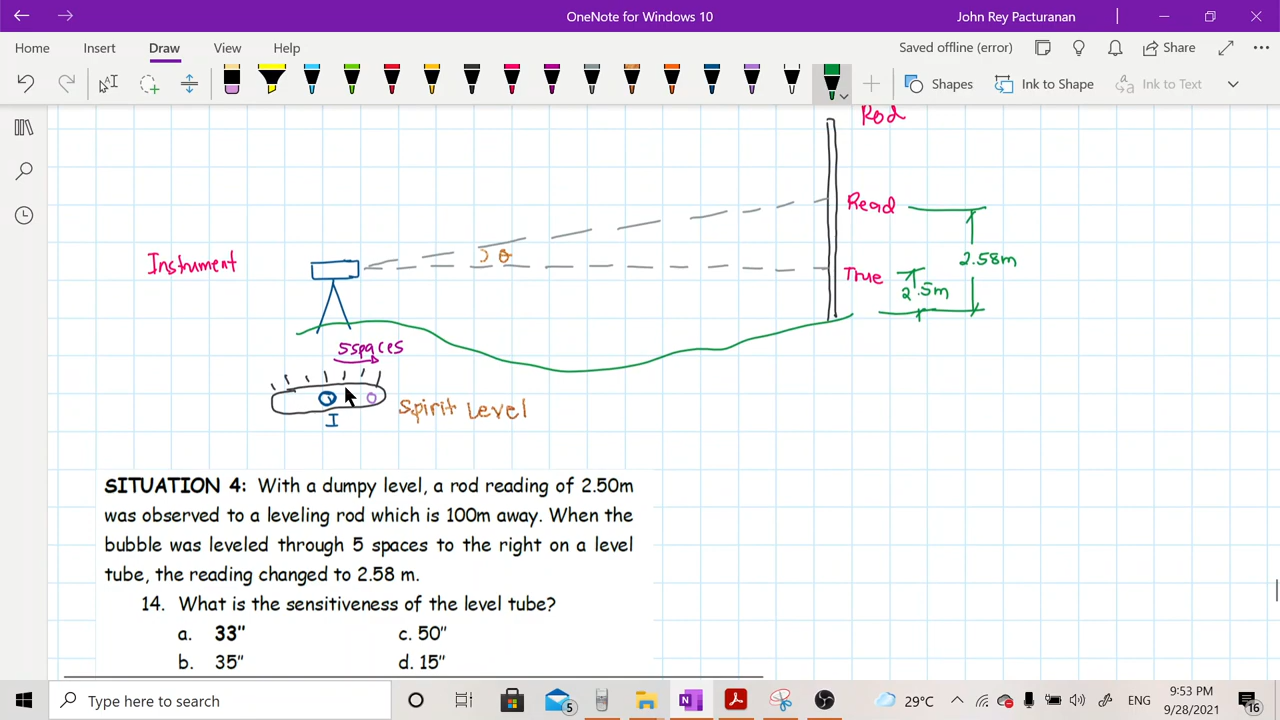 OneNote for Windows 10
John Rey Pacturanan
Home Insert Draw View Help
Saved offline (error) Share
Shapes Ink to Shape Ink to Text
Rod
Read
Instrument
θ
2.58m
True
2.5m
5 spaces
Spirit Level
I
SITUATION 4: With a dumpy level, a rod reading of 2.50m
was observed to a leveling rod which is 100m away. When the
bubble was leveled through 5 spaces to the right on a level
tube, the reading changed to 2.58 m.
14. What is the sensitiveness of the level tube?
a. 33" c. 50"
b. 35" d. 15"
Type here to search
5
29°C
ENG
9:53 PM
9/28/2021
16